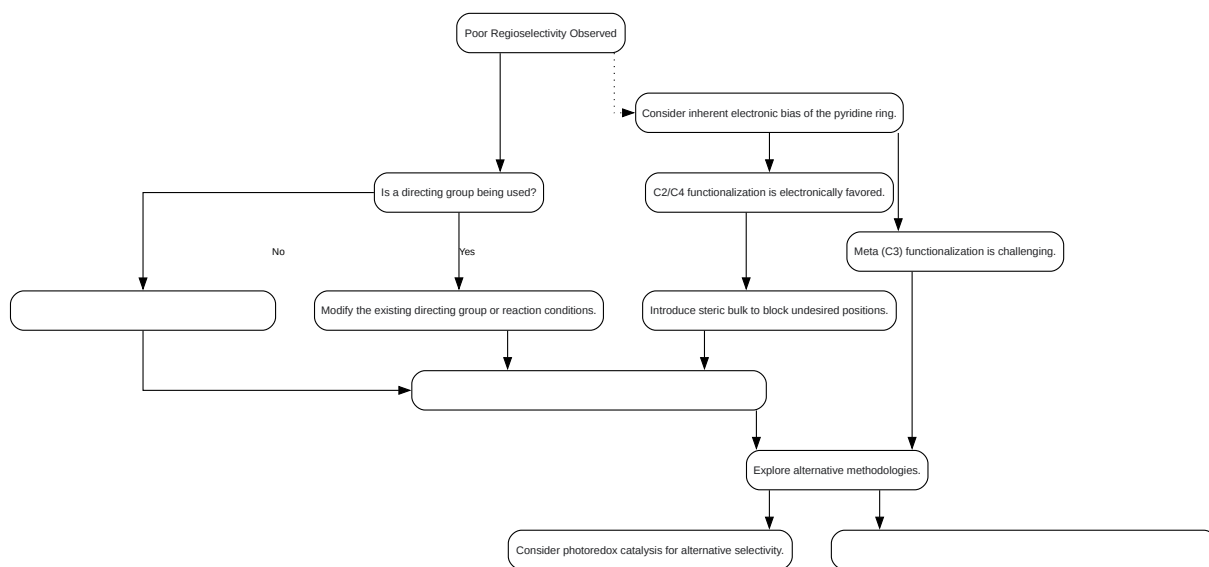 Poor Regioselectivity Observed
Consider inherent electronic bias of the pyridine ring.
Is a directing group being used?
C2/C4 functionalization is electronically favored.
No
Yes
Meta (C3) functionalization is challenging.
Modify the existing directing group or reaction conditions.
Introduce steric bulk to block undesired positions.
Explore alternative methodologies.
Consider photoredox catalysis for alternative selectivity.